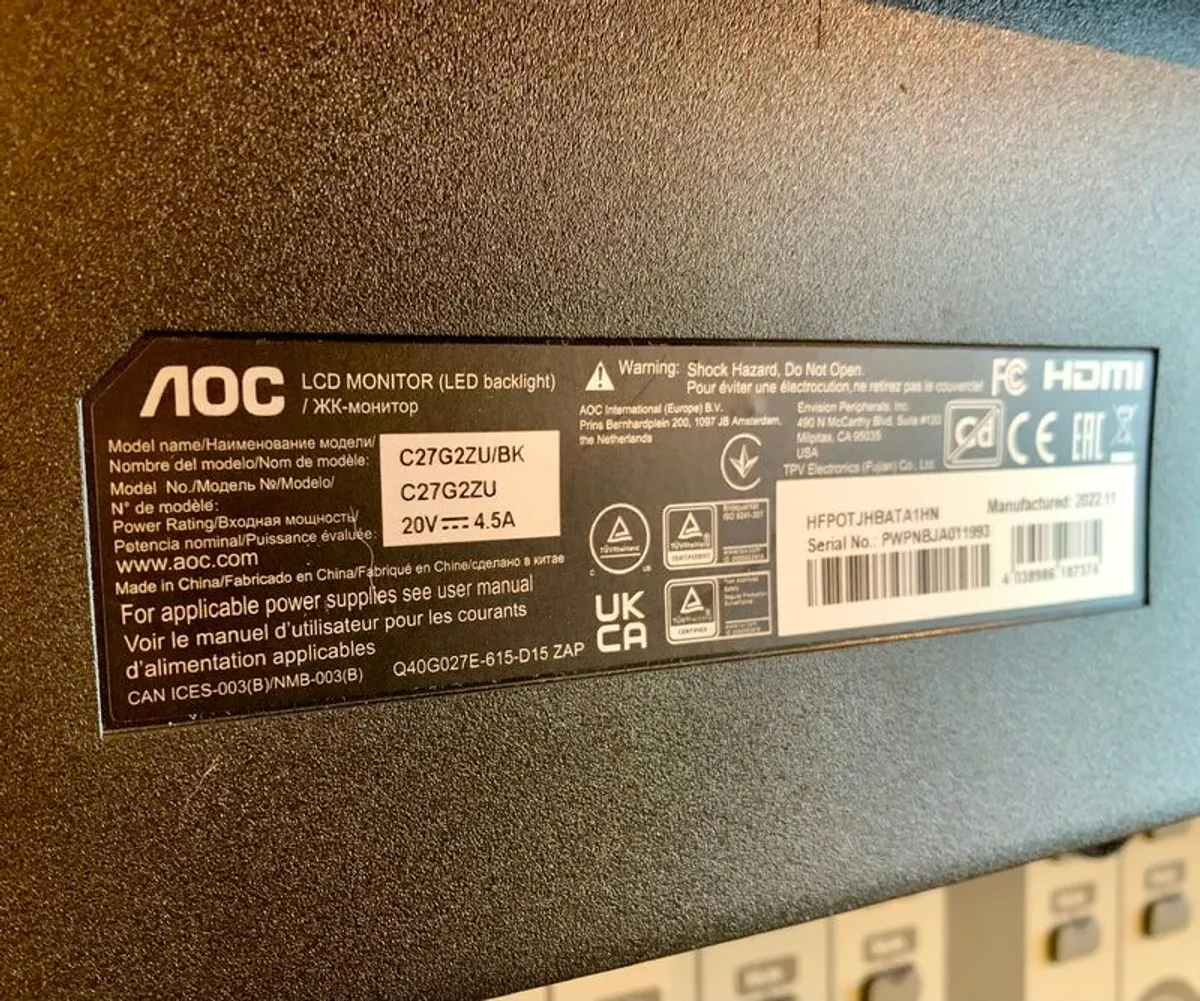 AOC LCD MONITOR (LED backlight)
/ ЖК-монитор
Model name/Наименование модели/
Nombre del modelo/Nom de modèle:
C27G2ZU/BK
Model No./Модель №/Modelo/
N° de modèle:
C27G2ZU
Power Rating/Входная мощность/
Potencia nominal/Puissance évaluée:
20V 4.5A
www.aoc.com
Made in China/Fabricado en China/Fabriqué en Chine/сделано в китае
For applicable power supplies see user manual
Voir le manuel d'utilisateur pour les courants
d'alimentation applicables
CAN ICES-003(B)/NMB-003(B)
Q40G027E-615-D15 ZAP
Warning: Shock Hazard, Do Not Open.
Pour éviter une électrocution,ne retirez pas le couvercle!
AOC International (Europe) B.V.
Prins Bernhardplein 200, 1097 JB Amsterdam,
the Netherlands
Envision Peripherals, Inc.
490 N McCarthy Blvd, Suite #120
Milpitas, CA 95035
USA
TPV Electronics (Fujian) Co., Ltd.
FC HDMI
Cd CE EAC
TÜVRheinland
TÜVRheinland
CERTIFIED
UK
CA
HFPOTJHBATA1HN
Manufactured: 2022.11
Serial No.: PWPNBJA011993
4 038986 187374